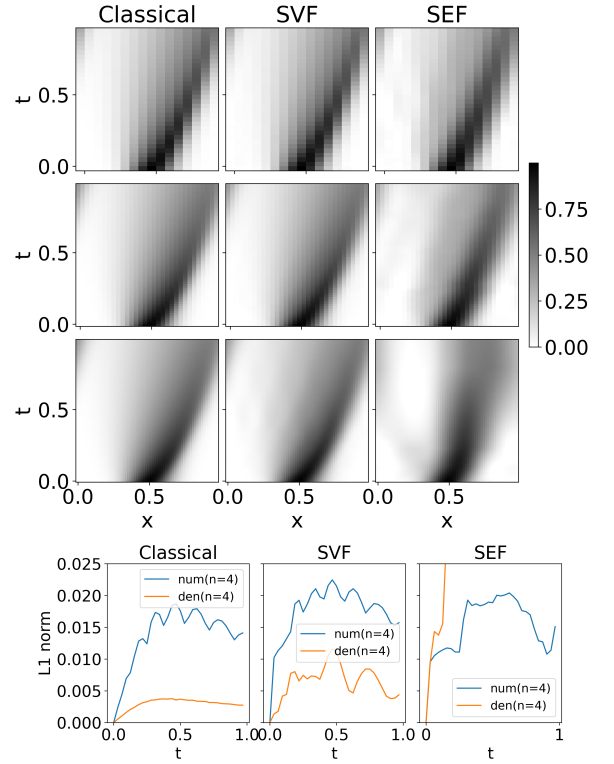 Classical SVF SEF
t 0.5
0.0
0.75
t 0.5
0.50
0.25
0.0
0.00
t 0.5
0.0
0.0 0.5 0.0 0.5 0.0 0.5
x x x
Classical SVF SEF
0.025
0.020
0.015
0.010
0.005
0.000
L1 norm
num(n=4)
den(n=4)
num(n=4)
den(n=4)
num(n=4)
den(n=4)
0.0 0.5 1.0 0.0 0.5 1.0 0 1
t t t